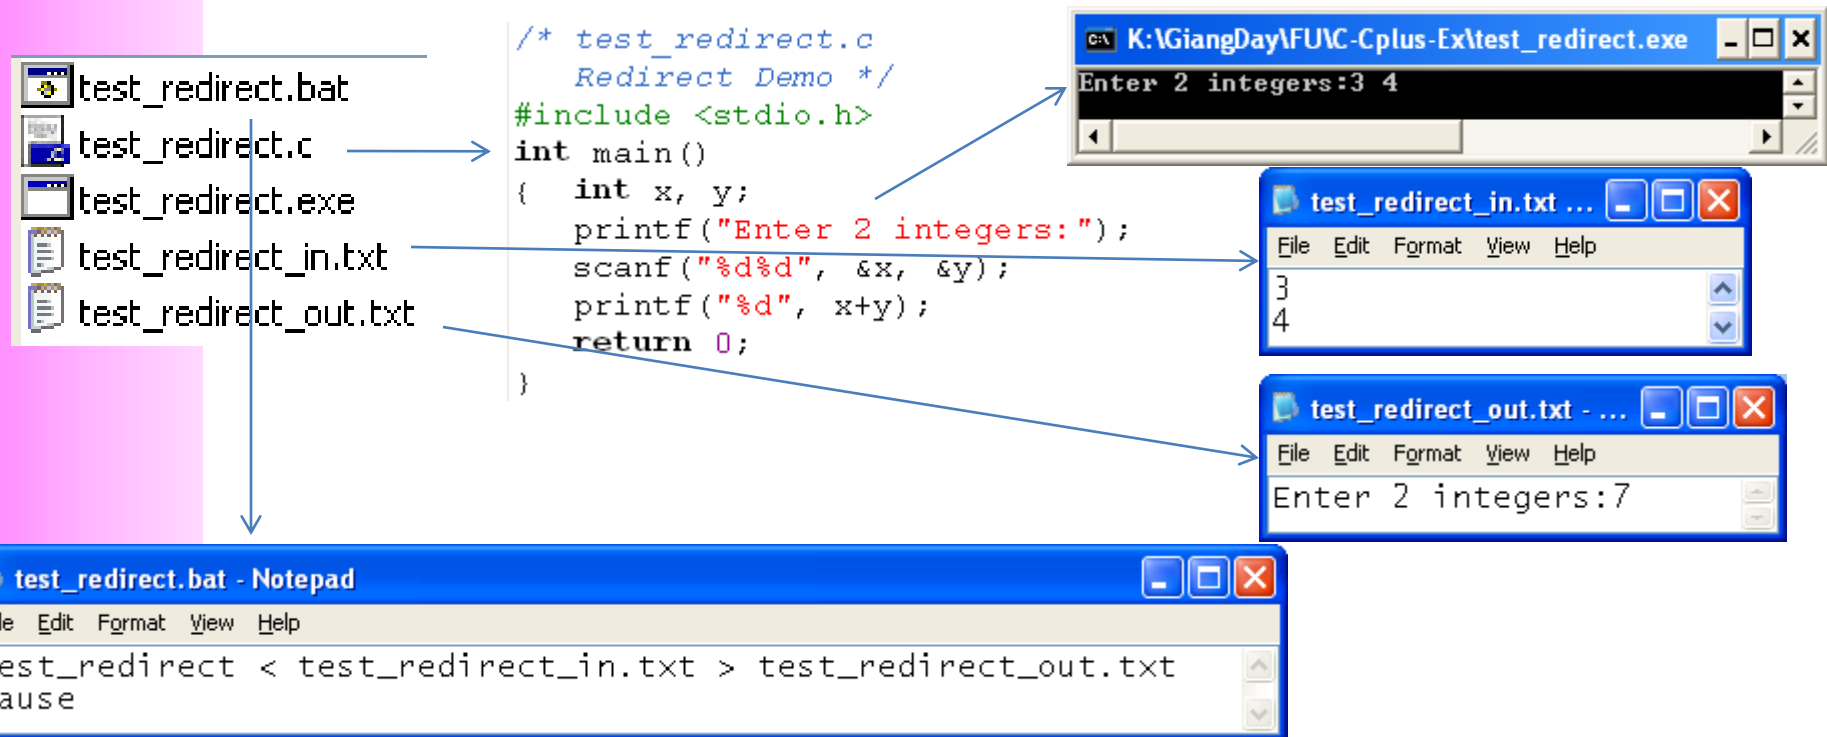 test_redirect.bat
test_redirect.c
test_redirect.exe
test_redirect_in.txt
test_redirect_out.txt
/* test_redirect.c
Redirect Demo */
#include <stdio.h>
int main()
{ int x, y;
printf("Enter 2 integers:");
scanf("%d%d", &x, &y);
printf("%d", x+y);
return 0;
}
K:\GiangDay\FU\C-Cplus-Ex\test_redirect.exe
Enter 2 integers:3 4
test_redirect_in.txt ...
File Edit Format View Help
3
4
test_redirect_out.txt - ...
File Edit Format View Help
Enter 2 integers:7
test_redirect.bat - Notepad
le Edit Format View Help
est_redirect < test_redirect_in.txt > test_redirect_out.txt
ause